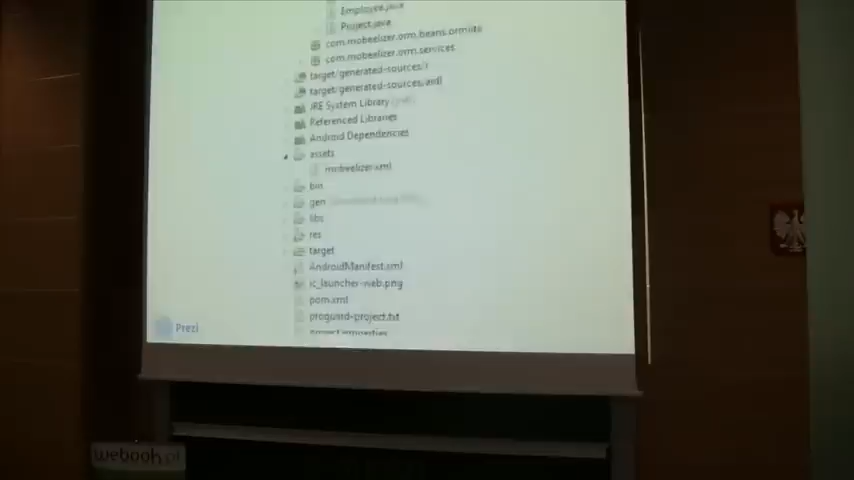 Employee.java
Project.java
com.mobeelizer.orm.beans.ormlite
com.mobeelizer.orm.services
target/generated-sources/r
target/generated-sources/aidl
JRE System Library
Referenced Libraries
Android Dependencies
assets
mobeelizer.xml
bin
gen
libs
res
target
AndroidManifest.xml
ic_launcher-web.png
pom.xml
proguard-project.txt
project.properties
Prezi
webook.pl